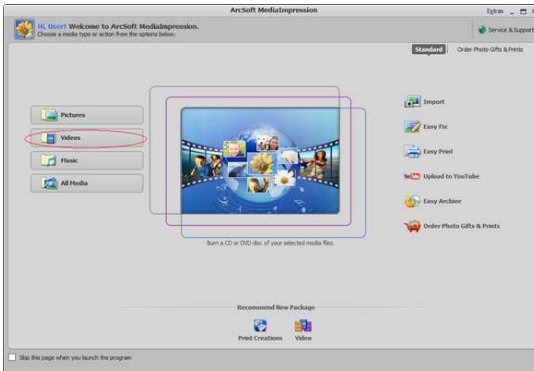 ArcSoft MediaImpression
Extras
Hi, User! Welcome to ArcSoft MediaImpression.
Choose a media type or action from the options below.
Service & Support
Standard
Order Photo Gifts & Prints
Pictures
Videos
Music
All Media
Import
Easy Fix
Easy Print
You Tube Upload to YouTube
Easy Archive
Order Photo Gifts & Prints
Burn a CD or DVD disc of your selected media files.
Recommend New Package
Print Creations
Video
Skip this page when you launch the program